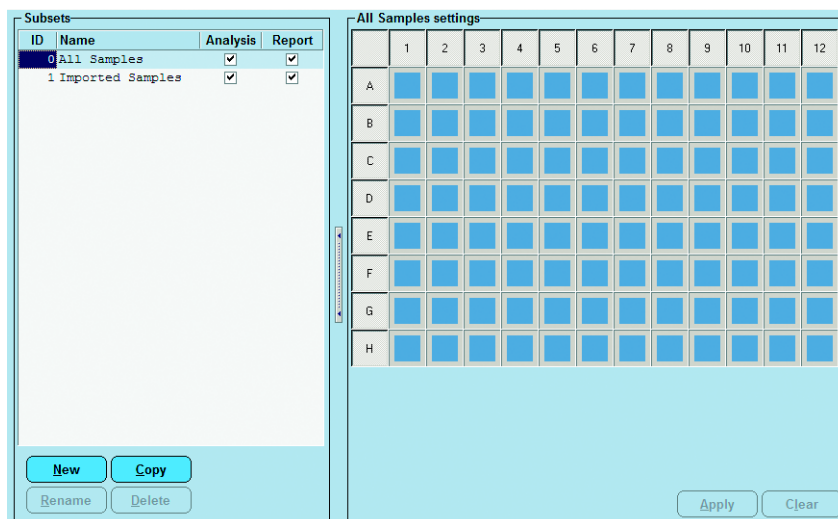 Subsets
ID Name Analysis Report
0 All Samples
1 Imported Samples
New Copy
Rename Delete
All Samples settings
1 2 3 4 5 6 7 8 9 10 11 12
A
B
C
D
E
F
G
H
Apply Clear